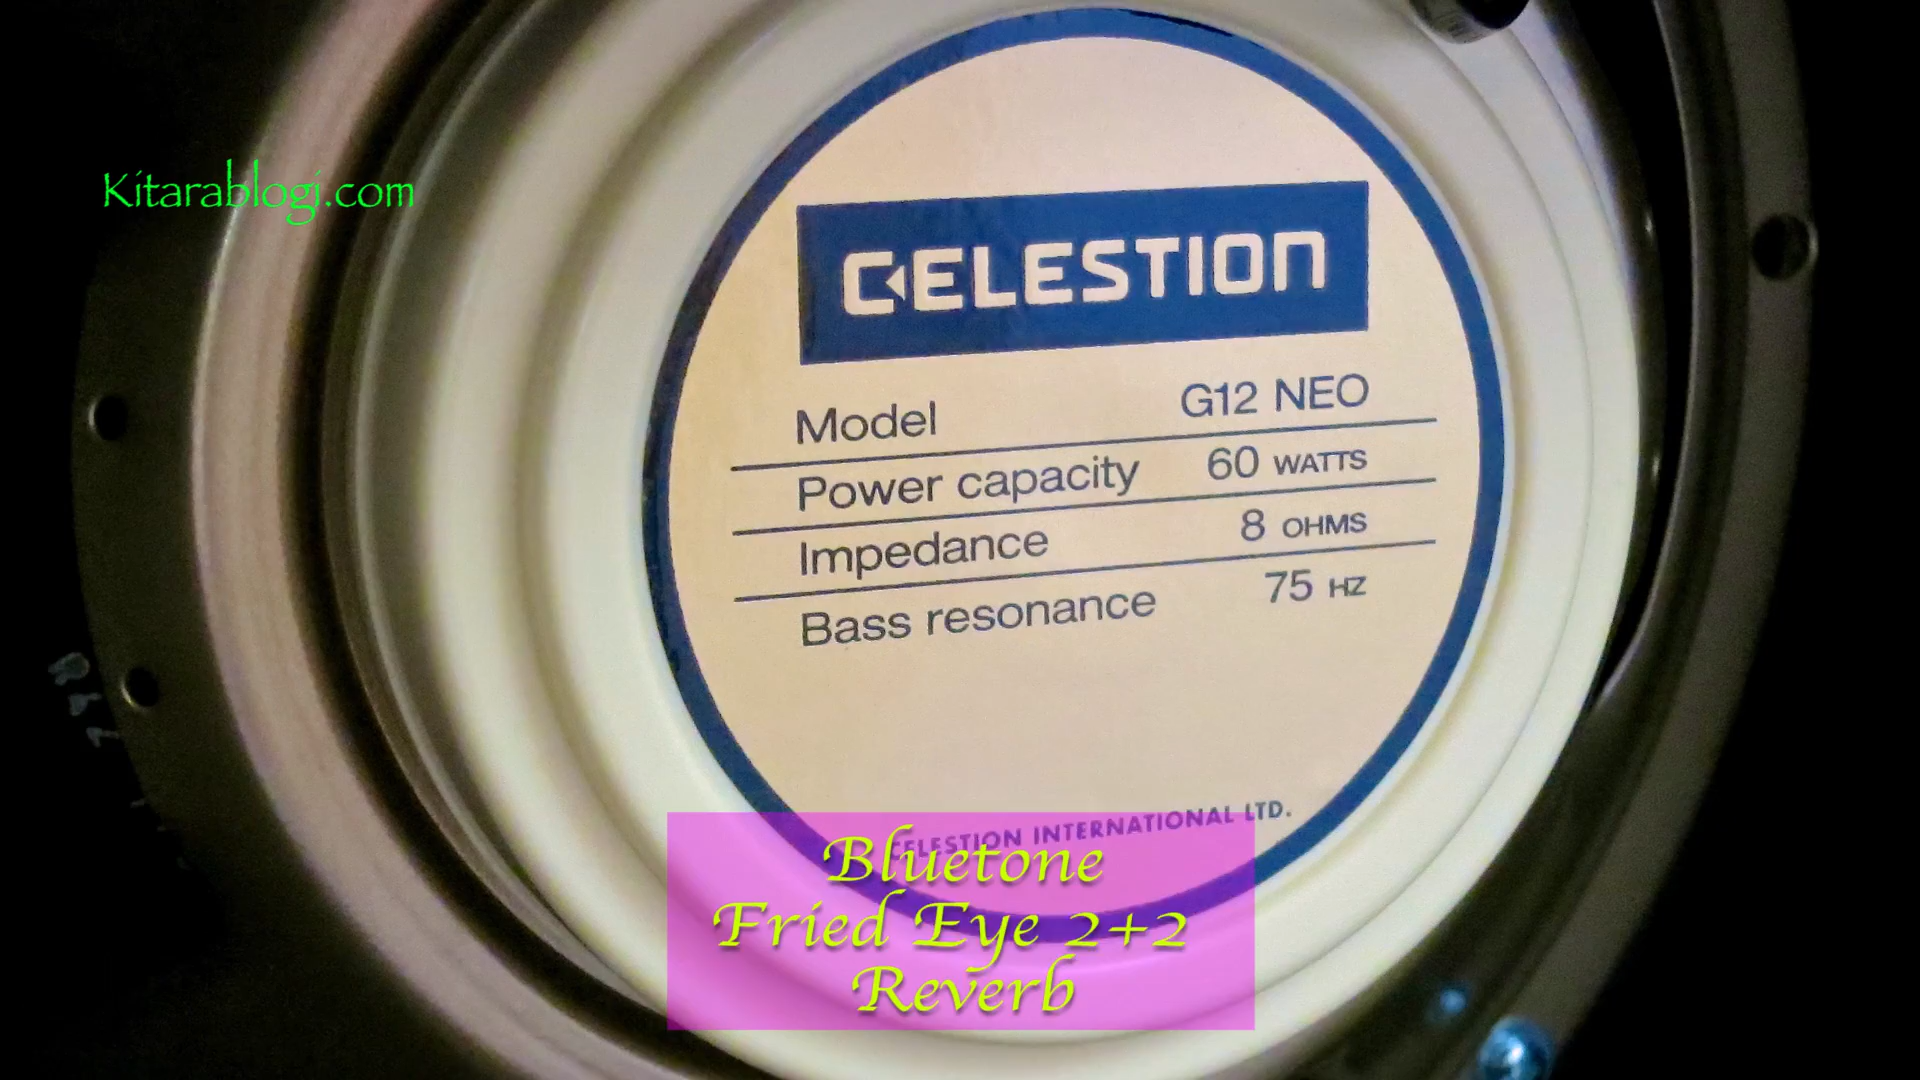 Kitarablogi.com
CELESTION
Model G12 NEO
Power capacity 60 WATTS
Impedance 8 OHMS
Bass resonance 75 HZ
CELESTION INTERNATIONAL LTD.
Bluetone
Fried Eye 2+2
Reverb